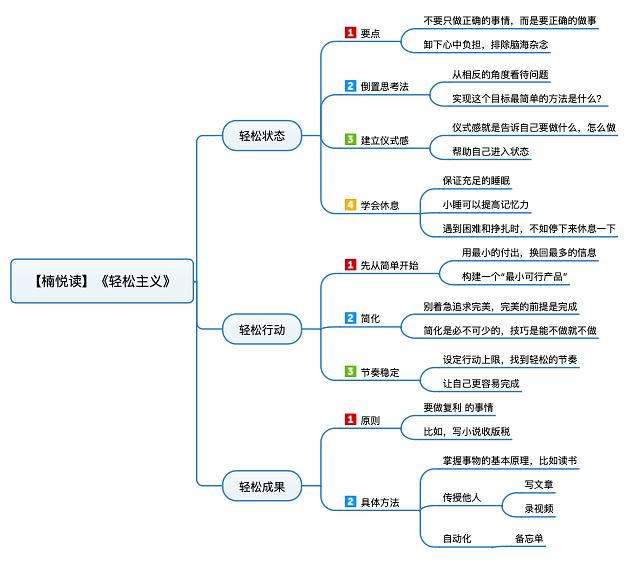 【楠悦读】《轻松主义》
轻松状态
1 要点
不要只做正确的事情，而是要正确的做事
卸下心中负担，排除脑海杂念
2 倒置思考法
从相反的角度看待问题
实现这个目标最简单的方法是什么？
3 建立仪式感
仪式感就是告诉自己要做什么，怎么做
帮助自己进入状态
4 学会休息
保证充足的睡眠
小睡可以提高记忆力
遇到困难和挣扎时，不如停下来休息一下
轻松行动
1 先从简单开始
用最小的付出，换回最多的信息
构建一个“最小可行产品”
2 简化
别着急追求完美，完美的前提是完成
简化是必不可少的，技巧是能不做就不做
3 节奏稳定
设定行动上限，找到轻松的节奏
让自己更容易完成
轻松成果
1 原则
要做复利 的事情
比如，写小说收版税
2 具体方法
掌握事物的基本原理，比如读书
传授他人
写文章
录视频
自动化
备忘单